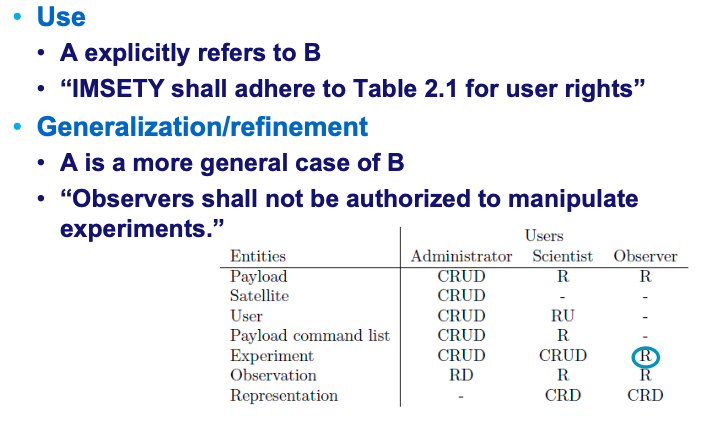 • Use
• A explicitly refers to B
• “IMSETY shall adhere to Table 2.1 for user rights”
• Generalization/refinement
• A is a more general case of B
• “Observers shall not be authorized to manipulate
experiments.”
Users
Entities Administrator Scientist Observer
Payload CRUD R R
Satellite CRUD - -
User CRUD RU -
Payload command list CRUD R -
Experiment CRUD CRUD R
Observation RD R R
Representation - CRD CRD